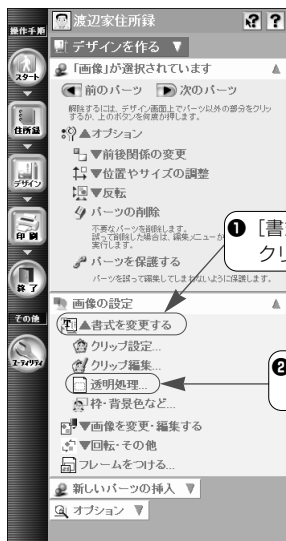 操作手順
スタート
住所録
デザイン
印刷
終了
その他
ユーティリティ
渡辺家住所録
デザインを作る ▼
「画像」が選択されています ▲
前のパーツ 次のパーツ
解除するには、デザイン画面上でパーツ以外の部分をクリックするか、上のボタンを何度か押します。
▲オプション
▼前後関係の変更
▼位置やサイズの調整
▼反転
パーツの削除
不要なパーツを削除します。
誤って削除した場合は、編集メニューか
実行します。
パーツを保護する
パーツを誤って編集してしまわないように保護します。
❶ [書
クリ
画像の設定 ▲
▲書式を変更する
クリップ設定...
クリップ編集...
透明処理...
❷
枠・背景色など...
▼画像を変更・編集する
▼回転・その他
フレームをつける...
新しいパーツの挿入 ▼
オプション ▼